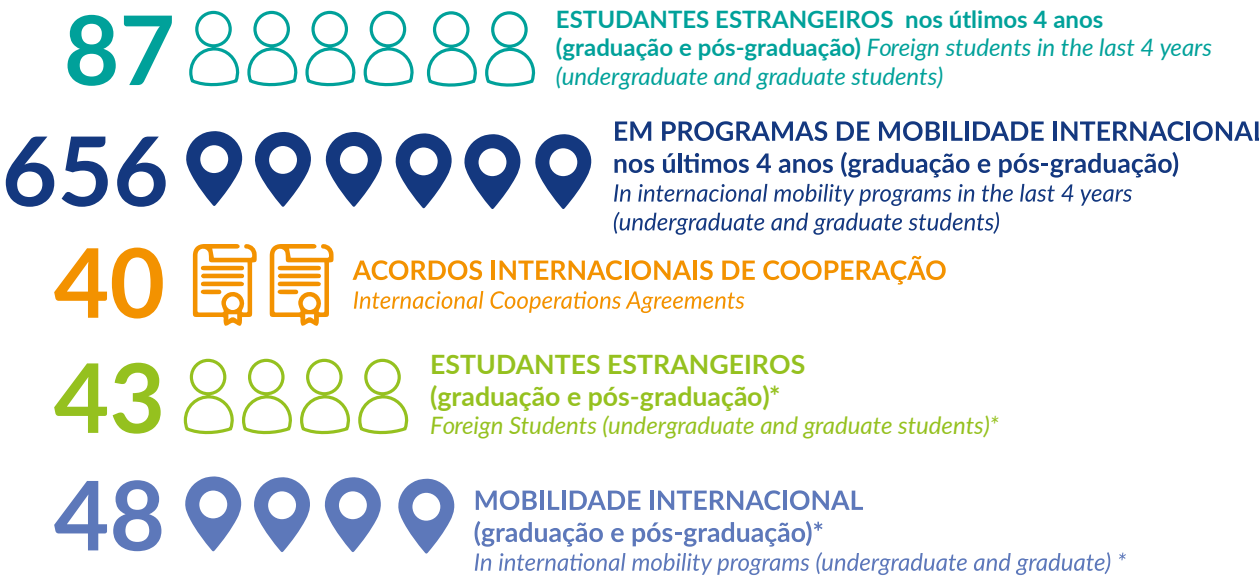 87
ESTUDANTES ESTRANGEIROS nos útlimos 4 anos
(graduação e pós-graduação) Foreign students in the last 4 years
(undergraduate and graduate students)
656
EM PROGRAMAS DE MOBILIDADE INTERNACIONAL
nos últimos 4 anos (graduação e pós-graduação)
In internacional mobility programs in the last 4 years
(undergraduate and graduate students)
40
ACORDOS INTERNACIONAIS DE COOPERAÇÃO
Internacional Cooperations Agreements
43
ESTUDANTES ESTRANGEIROS
(graduação e pós-graduação)*
Foreign Students (undergraduate and graduate students)*
48
MOBILIDADE INTERNACIONAL
(graduação e pós-graduação)*
In international mobility programs (undergraduate and graduate) *